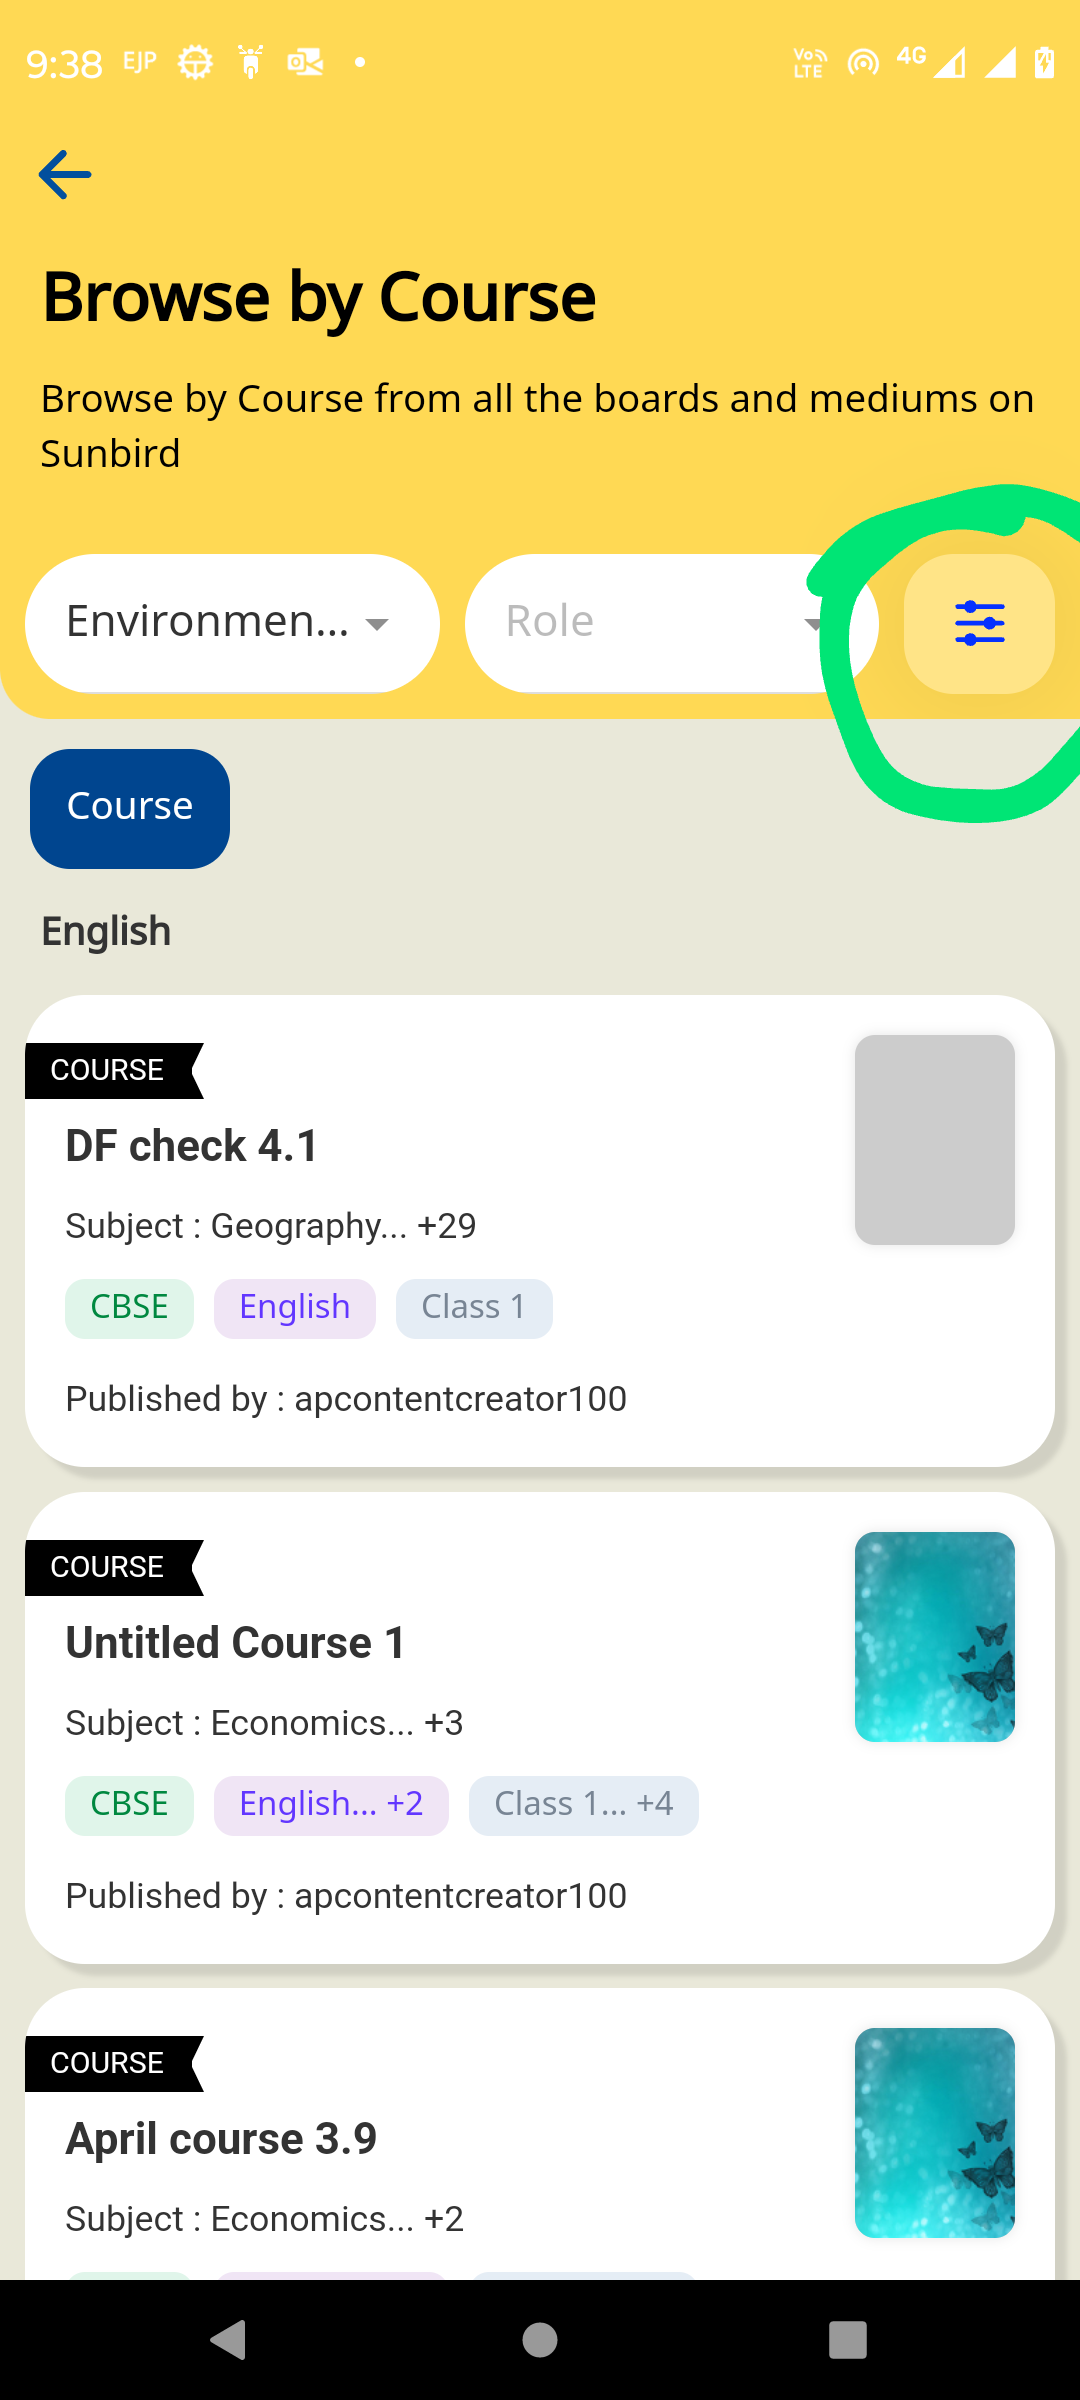 9:38 EJP Vo LTE 4G
Browse by Course
Browse by Course from all the boards and mediums on
Sunbird
Environmen... Role
Course
English
COURSE
DF check 4.1
Subject : Geography... +29
CBSE English Class 1
Published by : apcontentcreator100
COURSE
Untitled Course 1
Subject : Economics... +3
CBSE English... +2 Class 1... +4
Published by : apcontentcreator100
COURSE
April course 3.9
Subject : Economics... +2